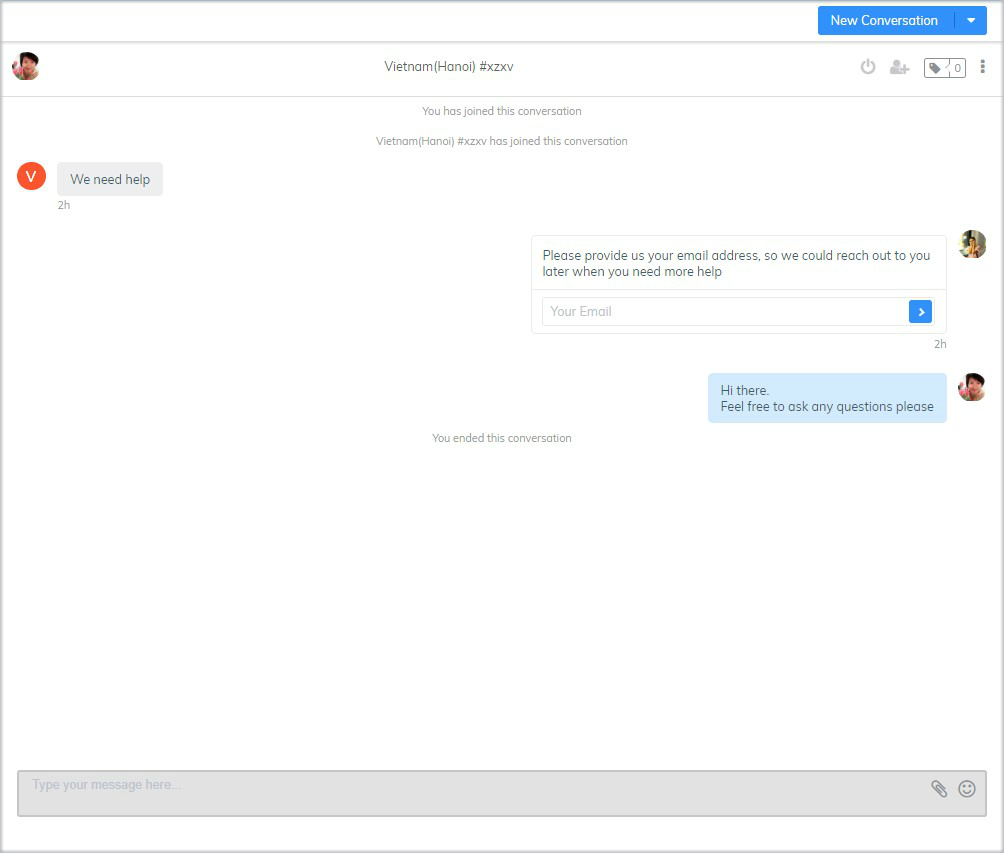 New Conversation
Vietnam(Hanoi) #xzxv
0
You has joined this conversation
Vietnam(Hanoi) #xzxv has joined this conversation
V
We need help
2h
Please provide us your email address, so we could reach out to you
later when you need more help
Your Email
2h
Hi there.
Feel free to ask any questions please
You ended this conversation
Type your message here...